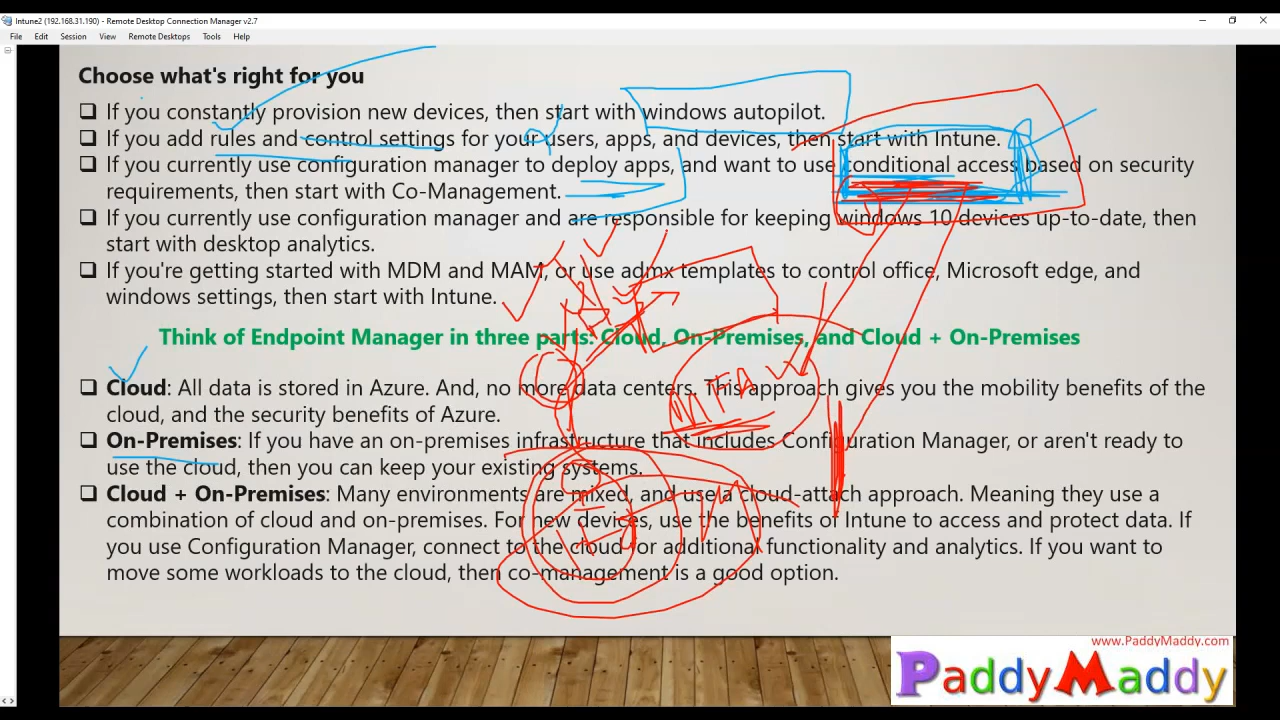 Intune2 (192.168.31.190) - Remote Desktop Connection Manager v2.7
File Edit Session View Remote Desktops Tools Help
Choose what's right for you
If you constantly provision new devices, then start with windows autopilot.
If you add rules and control settings for your users, apps, and devices, then start with Intune.
If you currently use configuration manager to deploy apps, and want to use conditional access based on security
requirements, then start with Co-Management.
If you currently use configuration manager and are responsible for keeping windows 10 devices up-to-date, then
start with desktop analytics.
If you're getting started with MDM and MAM, or use admx templates to control office, Microsoft edge, and
windows settings, then start with Intune.
Think of Endpoint Manager in three parts: Cloud, On-Premises, and Cloud + On-Premises
Cloud: All data is stored in Azure. And, no more data centers. This approach gives you the mobility benefits of the
cloud, and the security benefits of Azure.
MFA
On-Premises: If you have an on-premises infrastructure that includes Configuration Manager, or aren't ready to
use the cloud, then you can keep your existing systems.
Cloud + On-Premises: Many environments are mixed, and use a cloud-attach approach. Meaning they use a
combination of cloud and on-premises. For new devices, use the benefits of Intune to access and protect data. If
you use Configuration Manager, connect to the cloud for additional functionality and analytics. If you want to
move some workloads to the cloud, then co-management is a good option.
www.PaddyMaddy.com
PaddyMaddy